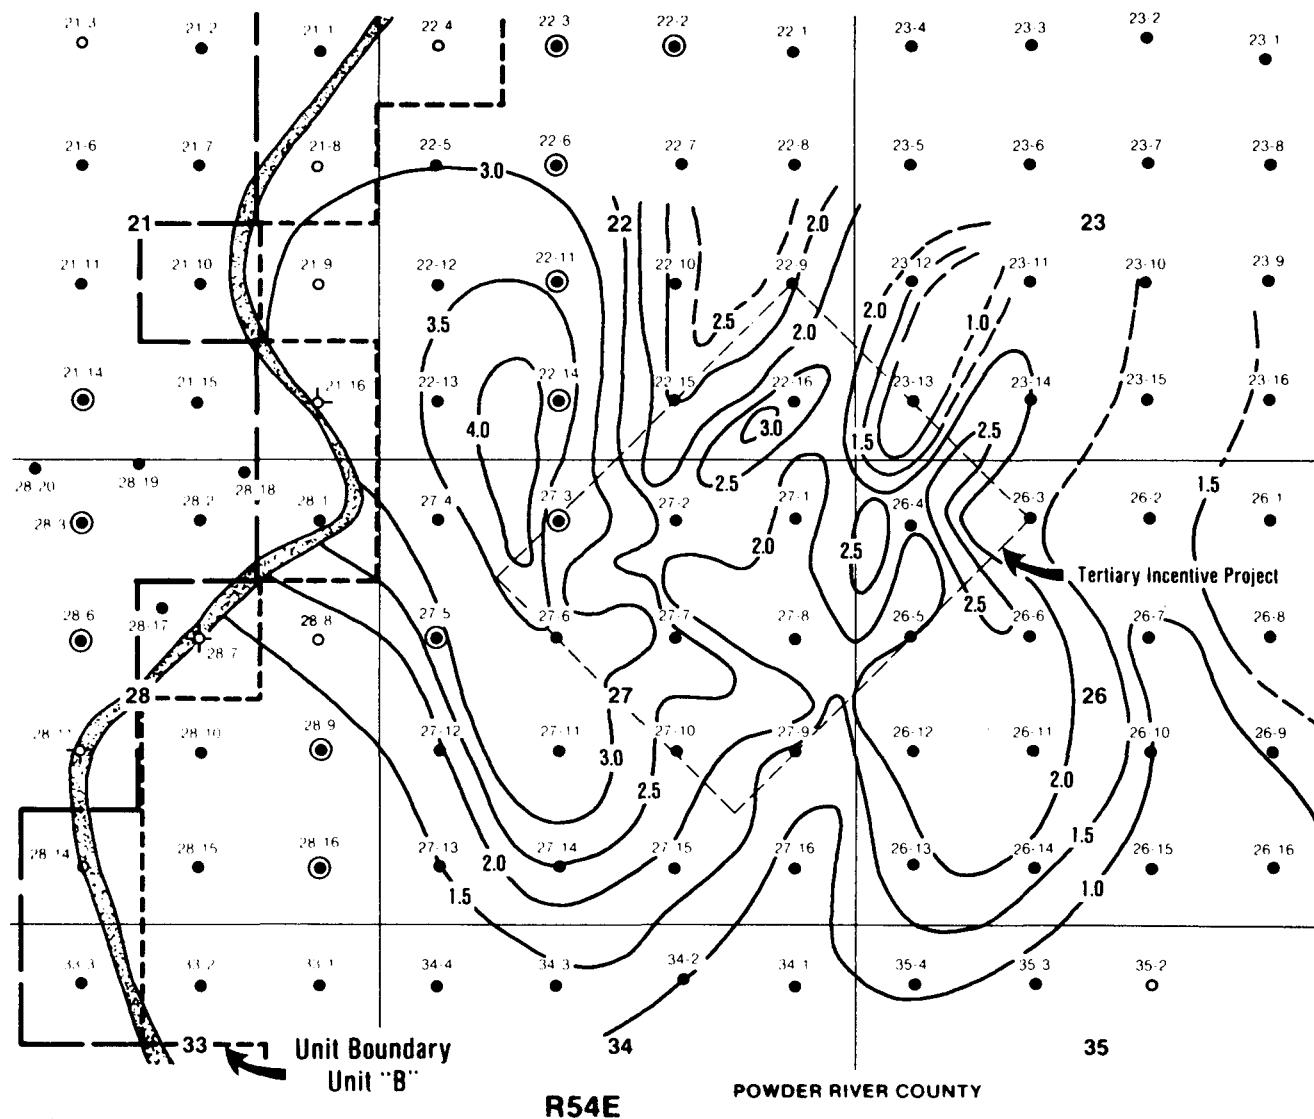 21-3 21-2 21-1 22-4 22-3 22-2 22-1 23-4 23-3 23-2 23-1
21-6 21-7 21-8 22-5 22-6 22-7 22-8 23-5 23-6 23-7 23-8
3.0
21 22 2.0 23
21-11 21-10 21-9 22-12 22-11 22-10 22-9 23-12 23-11 23-10 23-9
3.5 2.5 2.0 2.0 1.0
21-14 21-15 21-16 22-13 22-14 22-15 22-16 23-13 23-14 23-15 23-16
4.0 3.0 1.5 2.5
28-20 28-19 28-18 2.5 1.5
28-3 28-2 28-1 27-4 27-3 27-2 27-1 26-4 26-3 26-2 26-1
2.0 2.5
Tertiary Incentive Project
2.5
28-6 28-17 28-7 28-8 27-5 27-6 27-7 27-8 26-5 26-6 26-7 26-8
28 27 26
28-11 28-10 28-9 27-12 27-11 27-10 27-9 26-12 26-11 26-10 26-9
3.0 2.5 2.0
1.5
28-14 28-15 28-16 27-13 27-14 27-15 27-16 26-13 26-14 26-15 26-16
2.0 1.5 1.0
33-3 33-2 33-1 34-4 34-3 34-2 34-1 35-4 35-3 35-2
33 34 35
Unit Boundary
Unit "B"
POWDER RIVER COUNTY
R54E